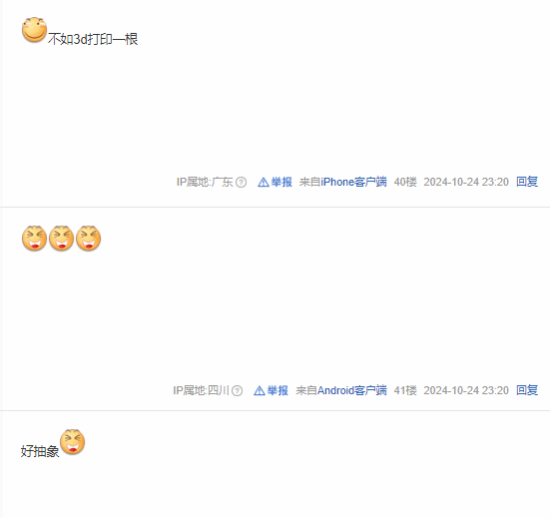 不如3d打印一根
IP属地:广东 举报 来自iPhone客户端 40楼 2024-10-24 23:20 回复
IP属地:四川 举报 来自Android客户端 41楼 2024-10-24 23:20 回复
好抽象